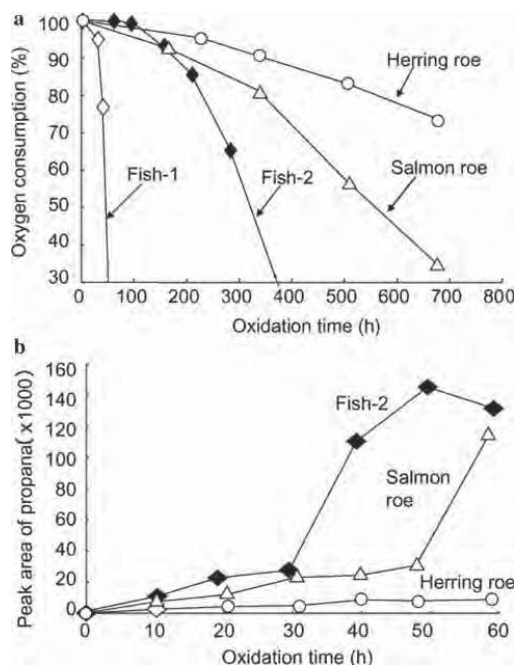 a
100
90
80
70
60
50
40
30
Oxygen consumption (%)
Herring roe
Salmon roe
Fish-1
Fish-2
0 100 200 300 400 500 600 700 800
Oxidation time (h)
b
160
140
120
100
80
60
40
20
0
Peak area of propana( x1000)
Fish-2
Salmon
roe
Herring roe
0 10 20 30 40 50 60
Oxidation time (h)